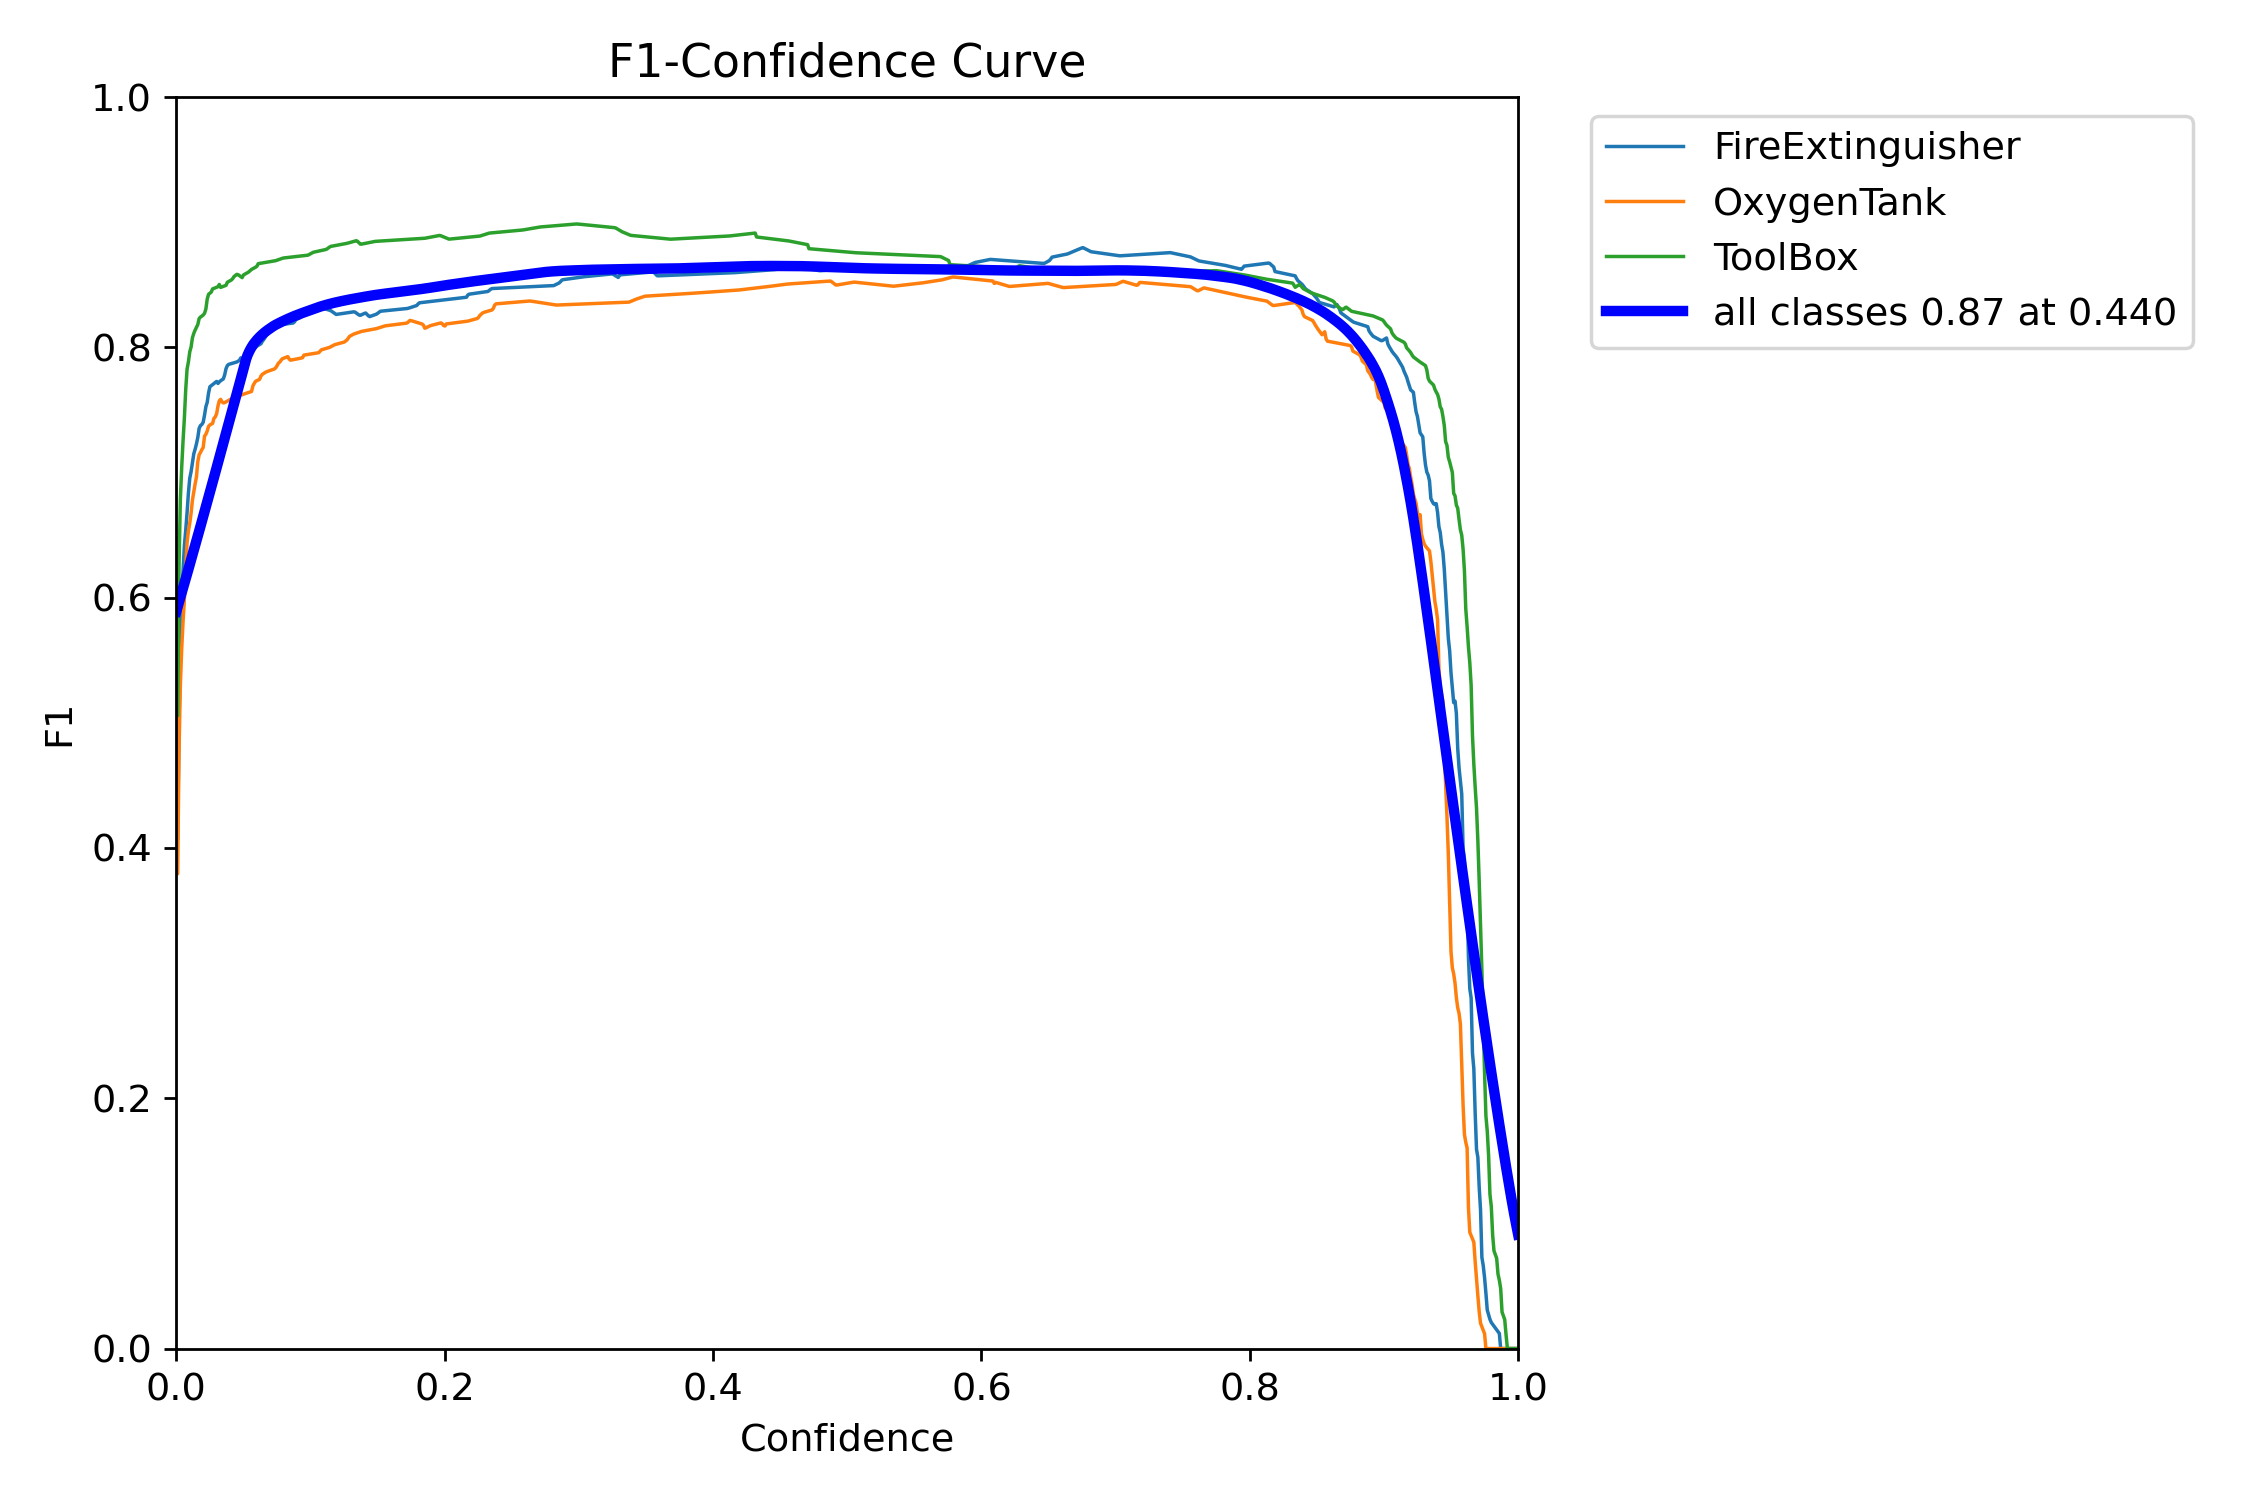 F1-Confidence Curve
1.0
0.8
0.6
0.4
0.2
0.0
F1
0.0 0.2 0.4 0.6 0.8 1.0
Confidence
FireExtinguisher
OxygenTank
ToolBox
all classes 0.87 at 0.440